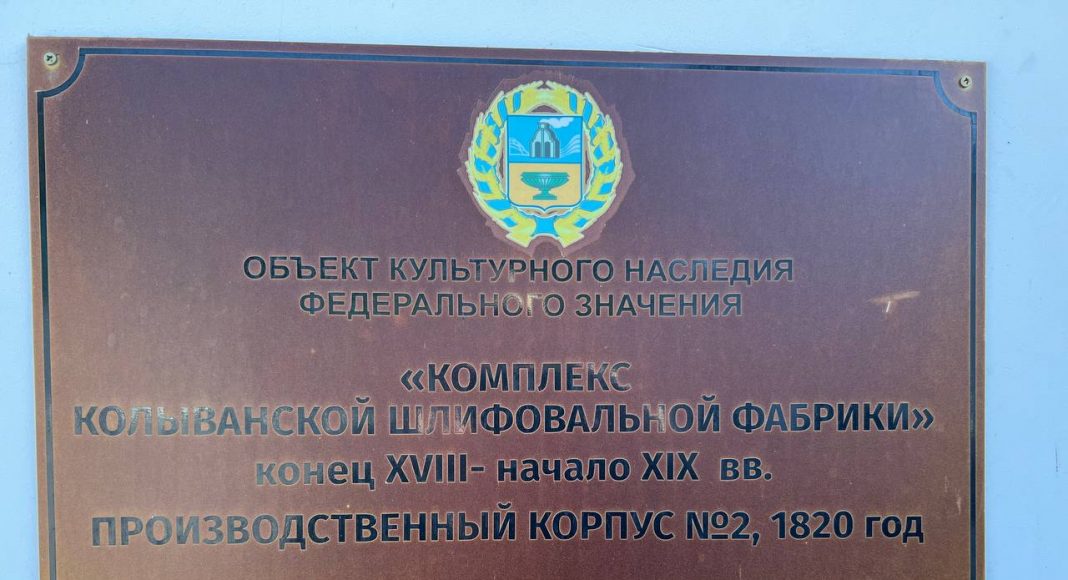 ОБЪЕКТ КУЛЬТУРНОГО НАСЛЕДИЯ
ФЕДЕРАЛЬНОГО ЗНАЧЕНИЯ
«КОМПЛЕКС
КОЛЫВАНСКОЙ ШЛИФОВАЛЬНОЙ ФАБРИКИ»
конец XVIII- начало XIX вв.
ПРОИЗВОДСТВЕННЫЙ КОРПУС №2, 1820 год